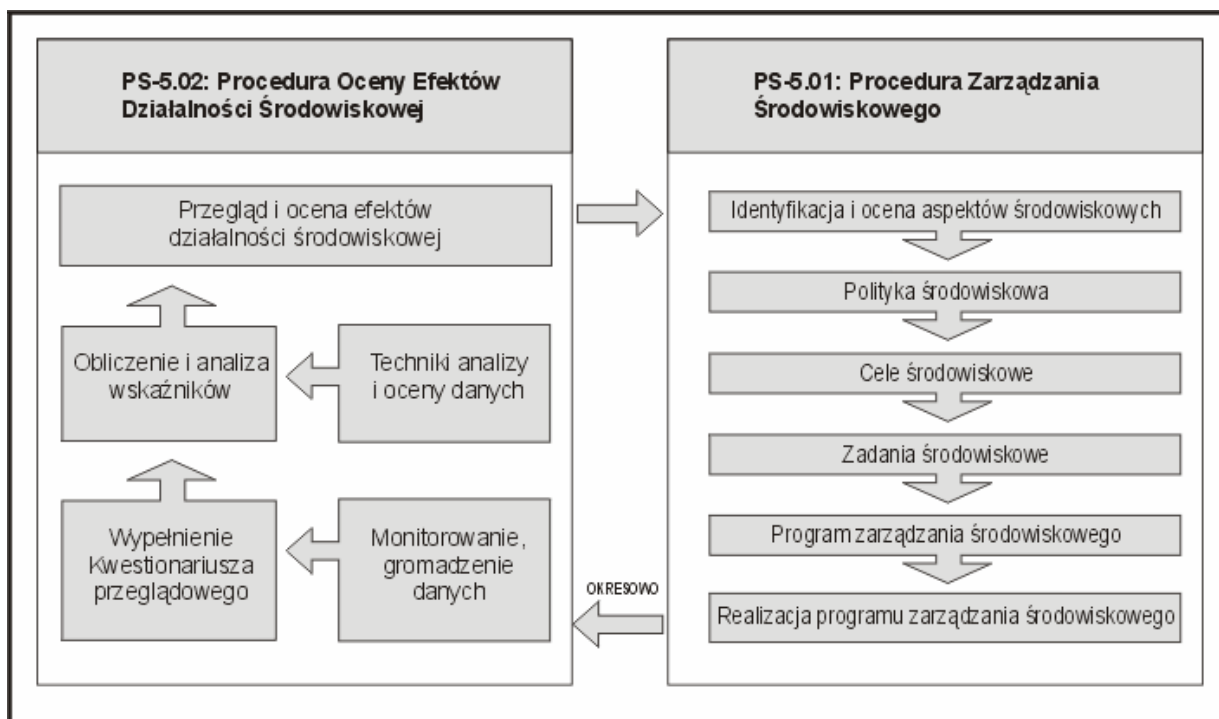 PS-5.02: Procedura Oceny Efektów
Działalności Środowiskowej
Przegląd i ocena efektów
działalności środowiskowej
Obliczenie i analiza
wskaźników
Techniki analizy
i oceny danych
Wypełnienie
Kwestionariusza
przeglądowego
Monitorowanie,
gromadzenie
danych
OKRESOWO
PS-5.01: Procedura Zarządzania
Środowiskowego
Identyfikacja i ocena aspektów środowiskowych
Polityka środowiskowa
Cele środowiskowe
Zadania środowiskowe
Program zarządzania środowiskowego
Realizacja programu zarządzania środowiskowego